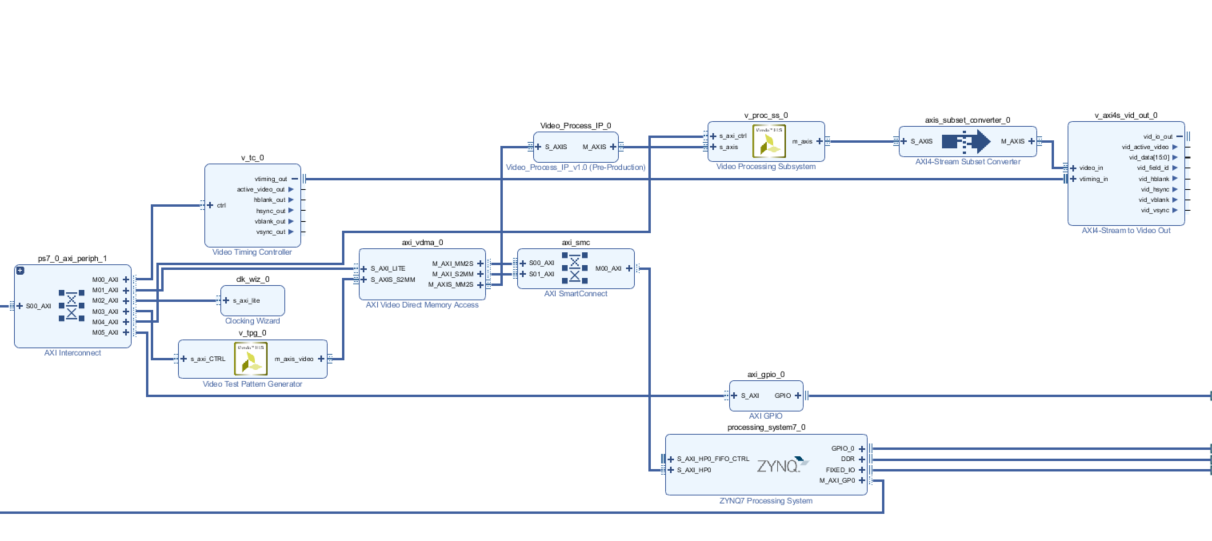 Video_Process_IP_0
S_AXIS
M_AXIS
Video_Process_IP_v1.0 (Pre-Production)
v_proc_ss_0
s_axi_ctrl
s_axis
m_axis
Video Processing Subsystem
axis_subset_converter_0
S_AXIS
M_AXIS
AXI4-Stream Subset Converter
v_axi4s_vid_out_0
vid_io_out
vid_active_video
vid_data[15:0]
video_in
vid_field_id
vtiming_in
vid_hblank
vid_hsync
vid_vblank
vid_vsync
AXI4-Stream to Video Out
v_tc_0
vtiming_out
active_video_out
hblank_out
ctrl
hsync_out
vblank_out
vsync_out
Video Timing Controller
ps7_0_axi_periph_1
M00_AXI
M01_AXI
M02_AXI
S00_AXI
M03_AXI
M04_AXI
M05_AXI
AXI Interconnect
clk_wiz_0
s_axi_lite
Clocking Wizard
axi_vdma_0
M_AXI_MM2S
S_AXI_LITE
M_AXI_S2MM
S_AXIS_S2MM
M_AXIS_MM2S
AXI Video Direct Memory Access
axi_smc
S00_AXI
M00_AXI
S01_AXI
AXI SmartConnect
v_tpg_0
s_axi_CTRL
m_axis_video
Video Test Pattern Generator
axi_gpio_0
S_AXI
GPIO
AXI GPIO
processing_system7_0
GPIO_0
S_AXI_HP0_FIFO_CTRL
DDR
S_AXI_HP0
ZYNQ
FIXED_IO
M_AXI_GP0
ZYNQ7 Processing System